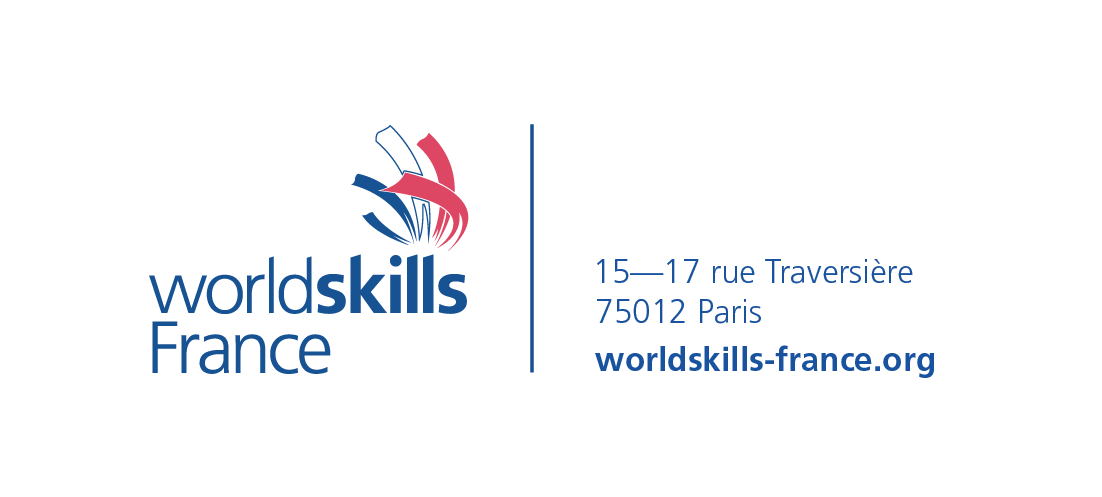 worldskills
France
15—17 rue Traversière
75012 Paris
worldskills-france.org